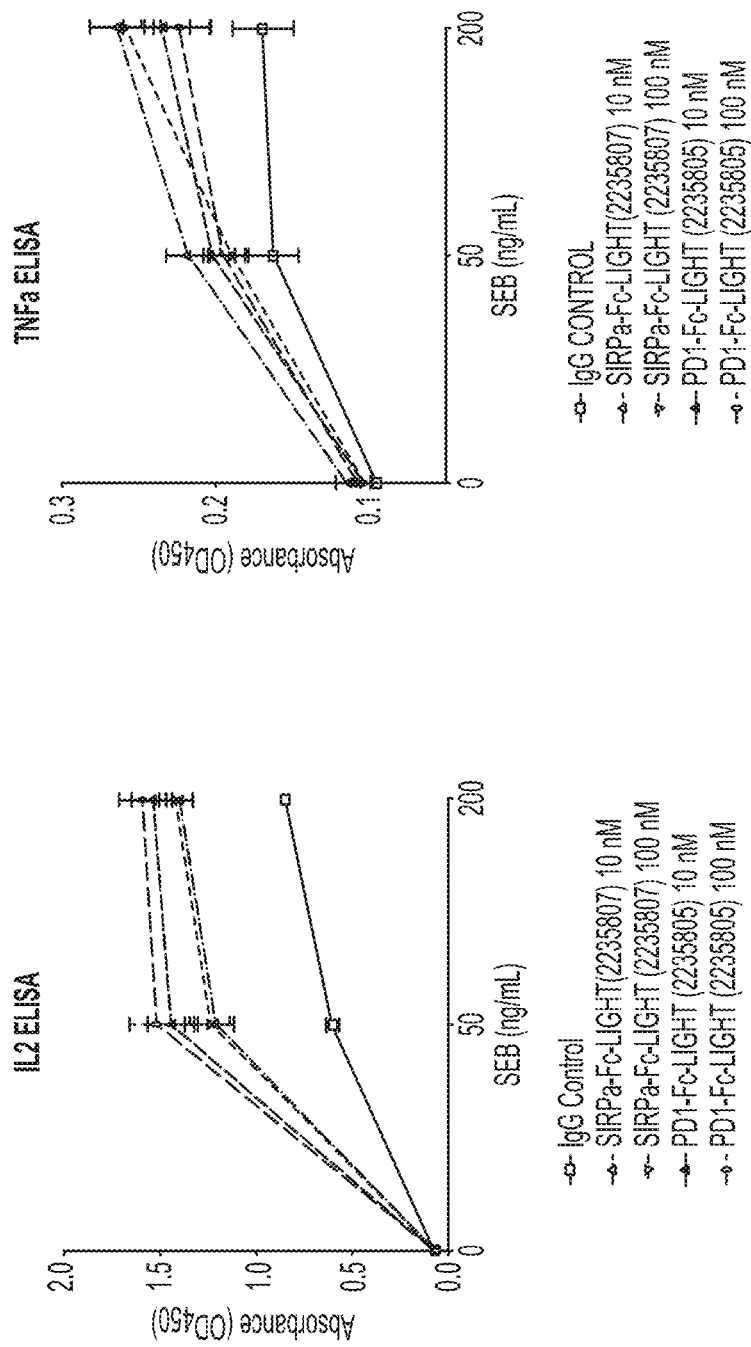 IL2 ELISA
Absorbance (OD450)
2.0
1.5
1.0
0.5
0.0
0
50
200
SEB (ng/mL)
IgG Control
SIRPa-Fc-LIGHT(2235807) 10 nM
SIRPa-Fc-LIGHT (2235807) 100 nM
PD1-Fc-LIGHT (2235805) 10 nM
PD1-Fc-LIGHT (2235805) 100 nM
TNFa ELISA
Absorbance (OD450)
0.3
0.2
0.1
0
50
200
SEB (ng/mL)
IgG CONTROL
SIRPa-Fc-LIGHT(2235807) 10 nM
SIRPa-Fc-LIGHT (2235807) 100 nM
PD1-Fc-LIGHT (2235805) 10 nM
PD1-Fc-LIGHT (2235805) 100 nM